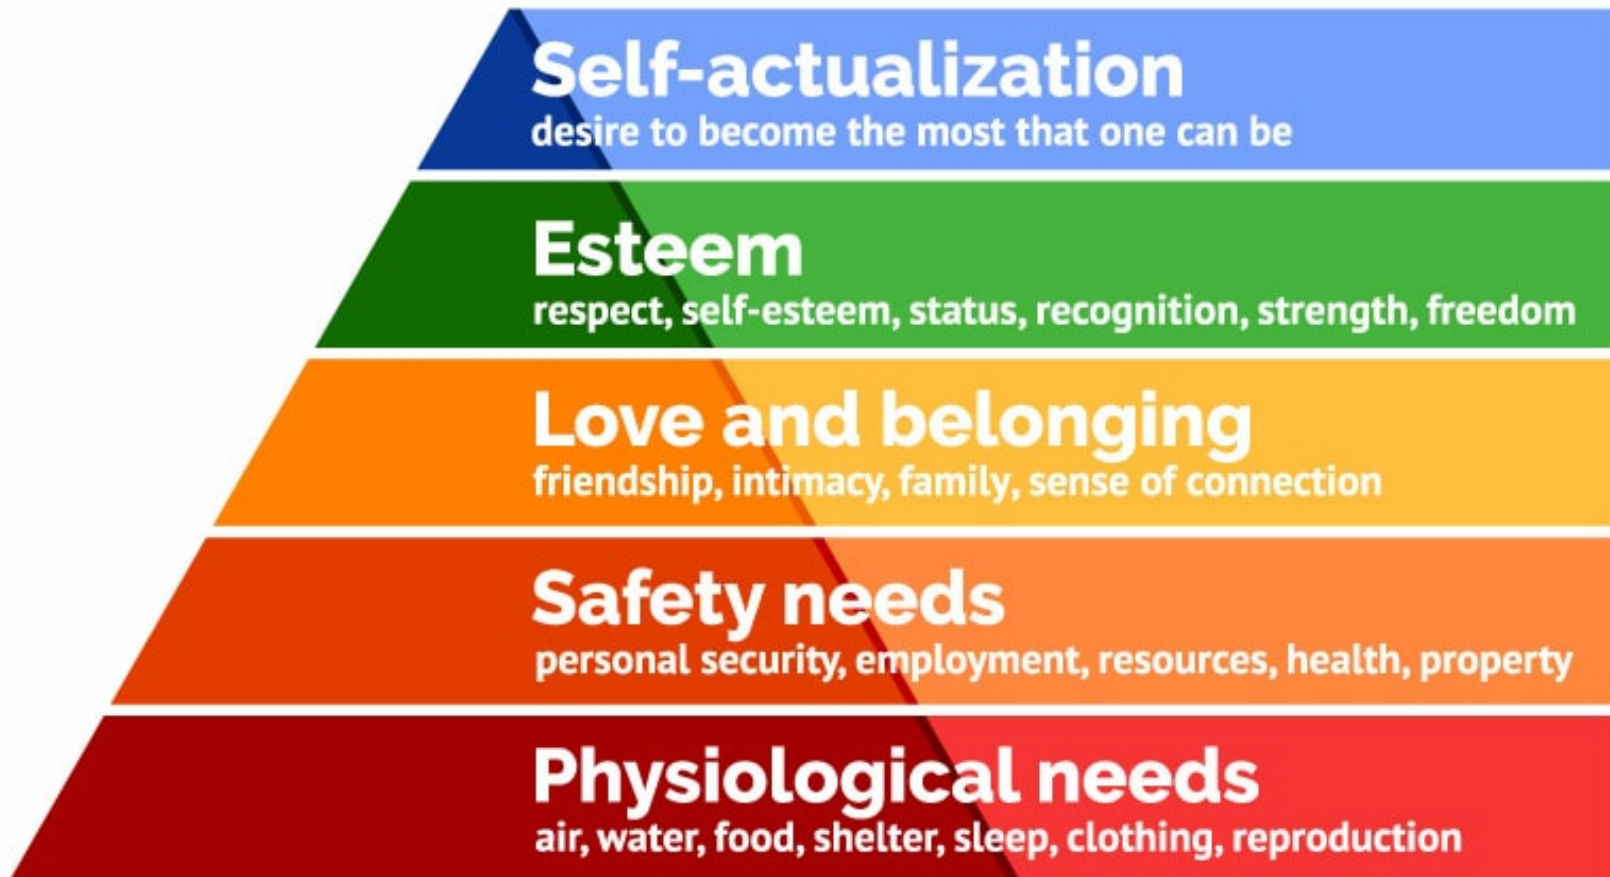 Self-actualization
desire to become the most that one can be
Esteem
respect, self-esteem, status, recognition, strength, freedom
Love and belonging
friendship, intimacy, family, sense of connection
Safety needs
personal security, employment, resources, health, property
Physiological needs
air, water, food, shelter, sleep, clothing, reproduction